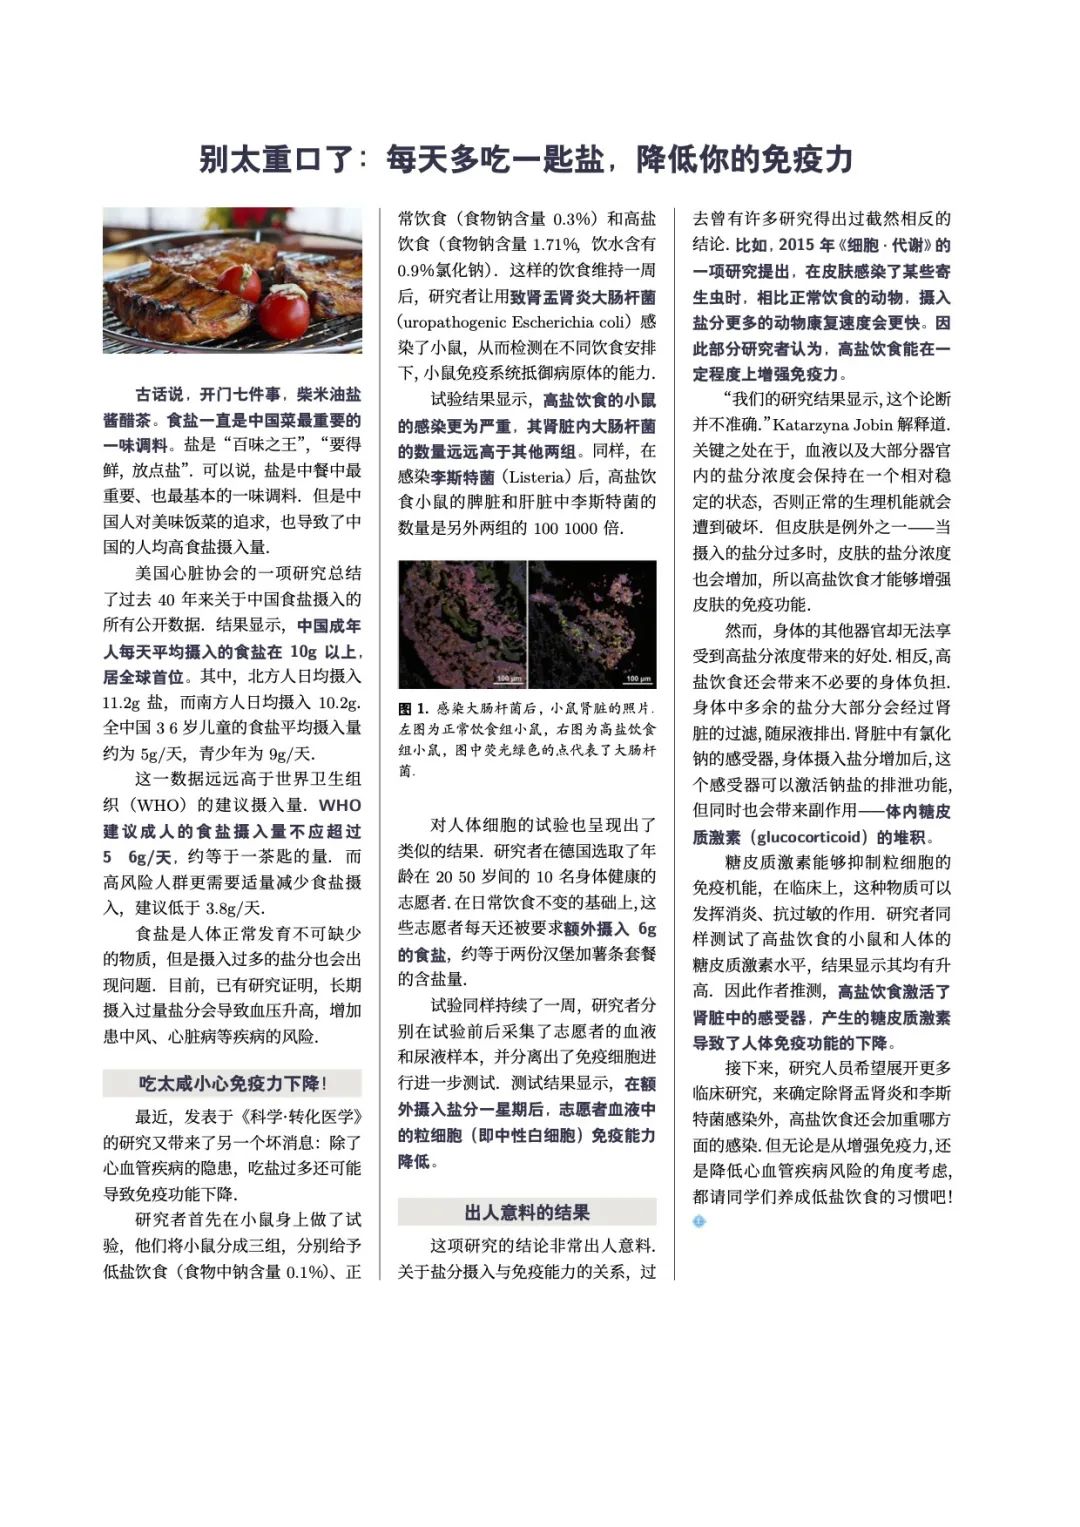 别太重口了：每天多吃一匙盐，降低你的免疫力
古话说，开门七件事，柴米油盐
酱醋茶。食盐一直是中国菜最重要的
一味调料。盐是“百味之王”，“要得
鲜，放点盐”. 可以说，盐是中餐中最
重要、也最基本的一味调料. 但是中
国人对美味饭菜的追求，也导致了中
国的人均高食盐摄入量.
美国心脏协会的一项研究总结
了过去 40 年来关于中国食盐摄入的
所有公开数据. 结果显示，中国成年
人每天平均摄入的食盐在 10g 以上，
居全球首位。其中，北方人日均摄入
11.2g 盐，而南方人日均摄入 10.2g.
全中国 3 6 岁儿童的食盐平均摄入量
约为 5g/天，青少年为 9g/天.
这一数据远远高于世界卫生组
织（WHO）的建议摄入量. WHO
建议成人的食盐摄入量不应超过
5 6g/天，约等于一茶匙的量. 而
高风险人群更需要适量减少食盐摄
入，建议低于 3.8g/天.
食盐是人体正常发育不可缺少
的物质，但是摄入过多的盐分也会出
现问题. 目前，已有研究证明，长期
摄入过量盐分会导致血压升高，增加
患中风、心脏病等疾病的风险.
吃太咸小心免疫力下降！
最近，发表于《科学·转化医学》
的研究又带来了另一个坏消息：除了
心血管疾病的隐患，吃盐过多还可能
导致免疫功能下降.
研究者首先在小鼠身上做了试
验，他们将小鼠分成三组，分别给予
低盐饮食（食物中钠含量 0.1%）、正
常饮食（食物钠含量 0.3%）和高盐
饮食（食物钠含量 1.71%，饮水含有
0.9%氯化钠）. 这样的饮食维持一周
后，研究者让用致肾盂肾炎大肠杆菌
（uropathogenic Escherichia coli）感
染了小鼠，从而检测在不同饮食安排
下，小鼠免疫系统抵御病原体的能力.
试验结果显示，高盐饮食的小鼠
的感染更为严重，其肾脏内大肠杆菌
的数量远远高于其他两组。同样，在
感染李斯特菌（Listeria）后，高盐饮
食小鼠的脾脏和肝脏中李斯特菌的
数量是另外两组的 100 1000 倍.
100 μm
100 μm
图 1. 感染大肠杆菌后，小鼠肾脏的照片.
左图为正常饮食组小鼠，右图为高盐饮食
组小鼠，图中荧光绿色的点代表了大肠杆
菌.
对人体细胞的试验也呈现出了
类似的结果. 研究者在德国选取了年
龄在 20 50 岁间的 10 名身体健康的
志愿者. 在日常饮食不变的基础上，这
些志愿者每天还被要求额外摄入 6g
的食盐，约等于两份汉堡加薯条套餐
的含盐量.
试验同样持续了一周，研究者分
别在试验前后采集了志愿者的血液
和尿液样本，并分离出了免疫细胞进
行进一步测试. 测试结果显示，在额
外摄入盐分一星期后，志愿者血液中
的粒细胞（即中性白细胞）免疫能力
降低。
出人意料的结果
这项研究的结论非常出人意料.
关于盐分摄入与免疫能力的关系，过
去曾有许多研究得出过截然相反的
结论. 比如，2015 年《细胞·代谢》的
一项研究提出，在皮肤感染了某些寄
生虫时，相比正常饮食的动物，摄入
盐分更多的动物康复速度会更快。因
此部分研究者认为，高盐饮食能在一
定程度上增强免疫力。
“我们的研究结果显示，这个论断
并不准确.”Katarzyna Jobin 解释道.
关键之处在于，血液以及大部分器官
内的盐分浓度会保持在一个相对稳
定的状态，否则正常的生理机能就会
遭到破坏. 但皮肤是例外之一——当
摄入的盐分过多时，皮肤的盐分浓度
也会增加，所以高盐饮食才能够增强
皮肤的免疫功能.
然而，身体的其他器官却无法享
受到高盐分浓度带来的好处. 相反，高
盐饮食还会带来不必要的身体负担.
身体中多余的盐分大部分会经过肾
脏的过滤，随尿液排出. 肾脏中有氯化
钠的感受器，身体摄入盐分增加后，这
个感受器可以激活钠盐的排泄功能，
但同时也会带来副作用——体内糖皮
质激素（glucocorticoid）的堆积。
糖皮质激素能够抑制粒细胞的
免疫机能，在临床上，这种物质可以
发挥消炎、抗过敏的作用. 研究者同
样测试了高盐饮食的小鼠和人体的
糖皮质激素水平，结果显示其均有升
高. 因此作者推测，高盐饮食激活了
肾脏中的感受器，产生的糖皮质激素
导致了人体免疫功能的下降。
接下来，研究人员希望展开更多
临床研究，来确定除肾盂肾炎和李斯
特菌感染外，高盐饮食还会加重哪方
面的感染. 但无论是从增强免疫力，还
是降低心血管疾病风险的角度考虑，
都请同学们养成低盐饮食的习惯吧！